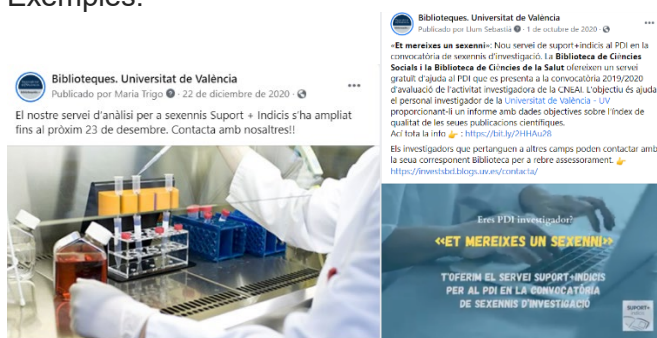 Exemples:
Biblioteques. Universitat de València
Publicado por Maria Trigo · 22 de diciembre de 2020 ·
El nostre servei d'anàlisi per a sexennis Suport + Indicis s'ha ampliat
fins al pròxim 23 de desembre. Contacta amb nosaltres!!
Biblioteques. Universitat de València
Publicado por Llum Sebastià · 1 de octubre de 2020 ·
«Et mereixes un sexenni»: Nou servei de suport+indicis al PDI en la
convocatòria de sexennis d'investigació. La Biblioteca de Ciències
Socials i la Biblioteca de Ciències de la Salut ofereixen un servei
gratuït d'ajuda al PDI que es presenta a la convocatòria 2019/2020
d'avaluació de l'activitat investigadora de la CNEAI. L'objectiu és ajudar
el personal investigador de la Universitat de València - UV
proporcionant-li un informe amb dades objectives sobre l'índex de
qualitat de les seues publicacions científiques.
Ací tota la info 👉 : https://bit.ly/2HHAu28
Els investigadors que pertanguen a altres camps poden contactar amb
la seua corresponent Biblioteca per a rebre assessorament. 👉
https://investsbd.blogs.uv.es/contacta/
Eres PDI investigador?
«ET MEREIXES UN SEXENNI»
T'OFERIM EL SERVEI SUPORT+INDICIS
PER AL PDI EN LA CONVOCATÒRIA
DE SEXENNIS D'INVESTIGACIÓ
SUPORT+